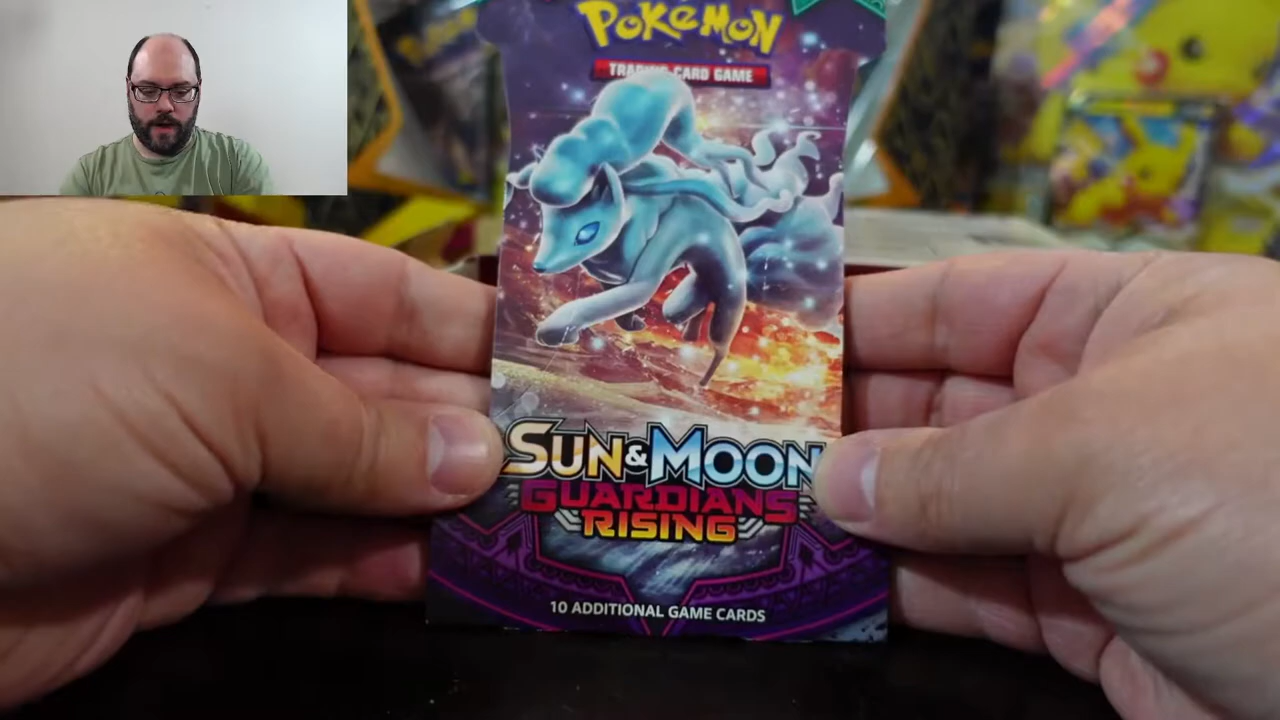 POKéMON
TRADING CARD GAME
SUN & MOON
GUARDIANS
RISING
10 ADDITIONAL GAME CARDS